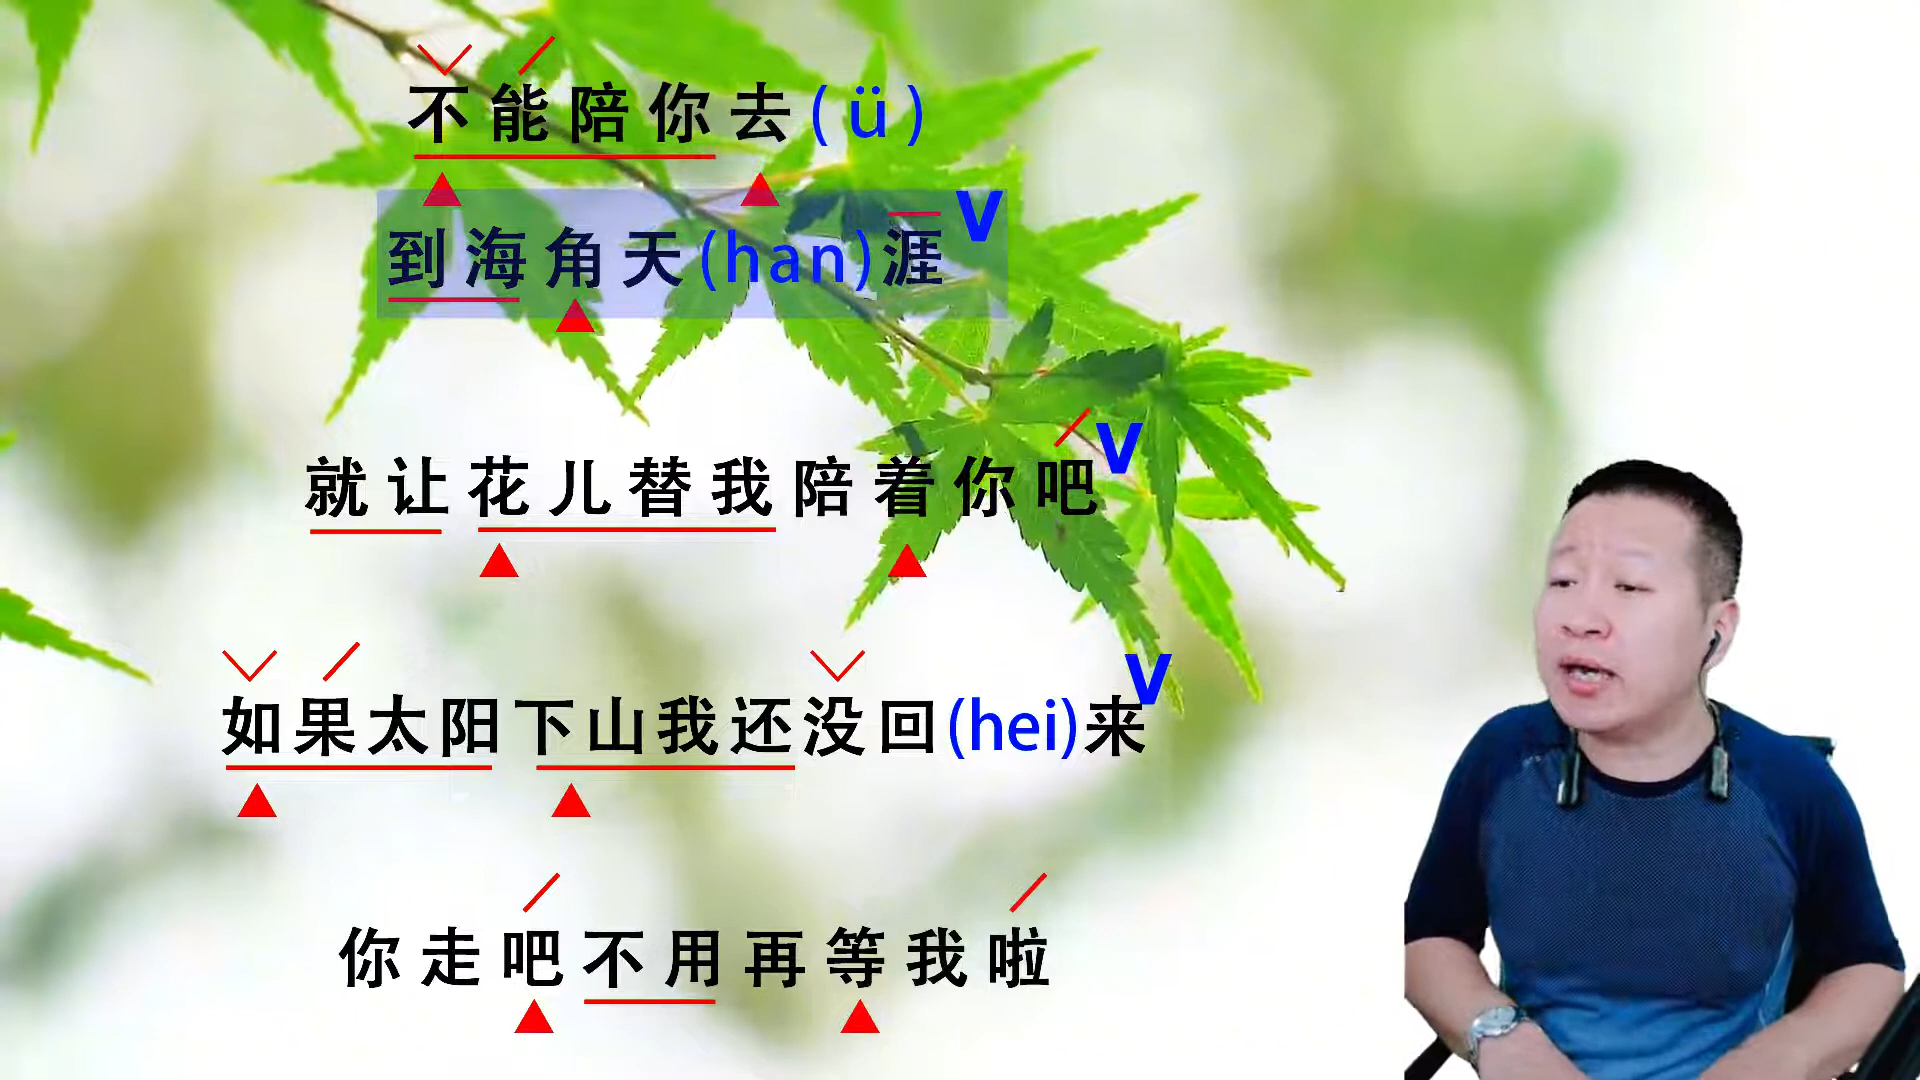 不能陪你去(ü)
到海角天(han)涯 V
就让花儿替我陪着你吧 V
如果太阳下山我还没回(hei)来 V
你走吧不用再等我啦